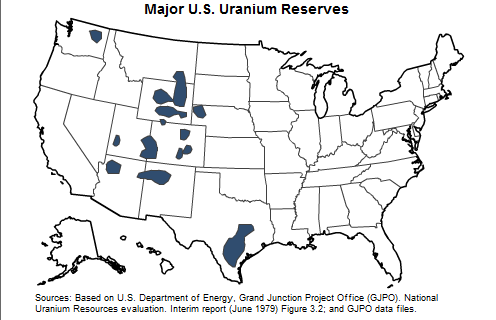 Major U.S. Uranium Reserves
Sources: Based on U.S. Department of Energy, Grand Junction Project Office (GJPO). National
Uranium Resources evaluation. Interim report (June 1979) Figure 3.2; and GJPO data files.